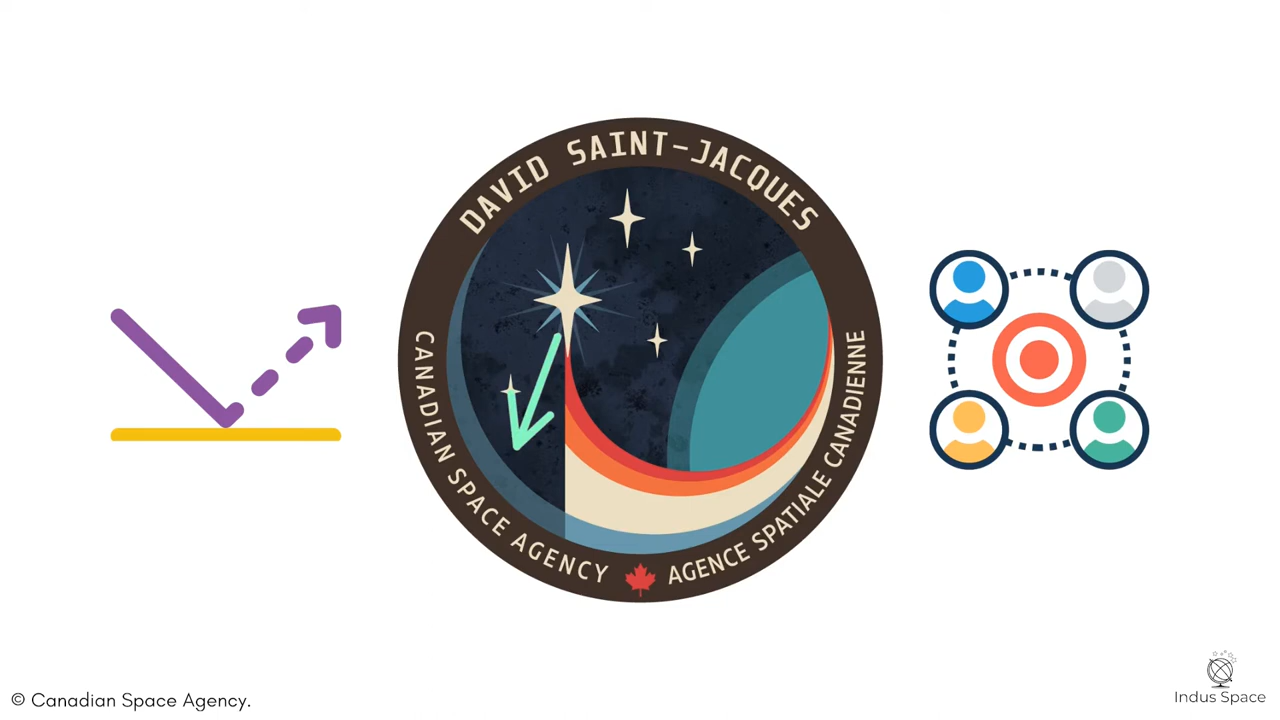 DAVID SAINT-JACQUES
CANADIAN SPACE AGENCY
AGENCE SPATIALE CANADIENNE
© Canadian Space Agency.
Indus Space